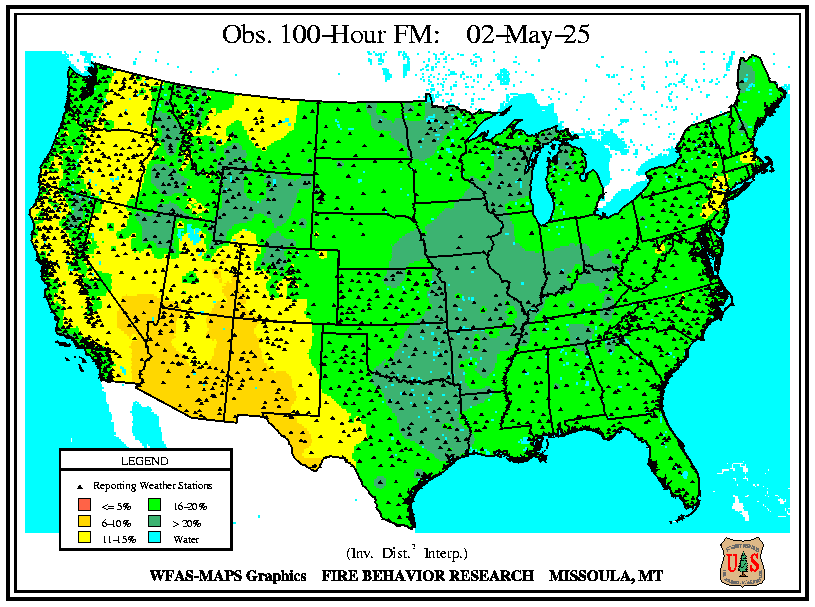 Obs. 100-Hour FM: 02-May-25
LEGEND
Reporting Weather Stations
<= 5% 16-20%
6-10% > 20%
11-15% Water
(Inv. Dist.² Interp.)
WFAS-MAPS Graphics FIRE BEHAVIOR RESEARCH MISSOULA, MT
U S